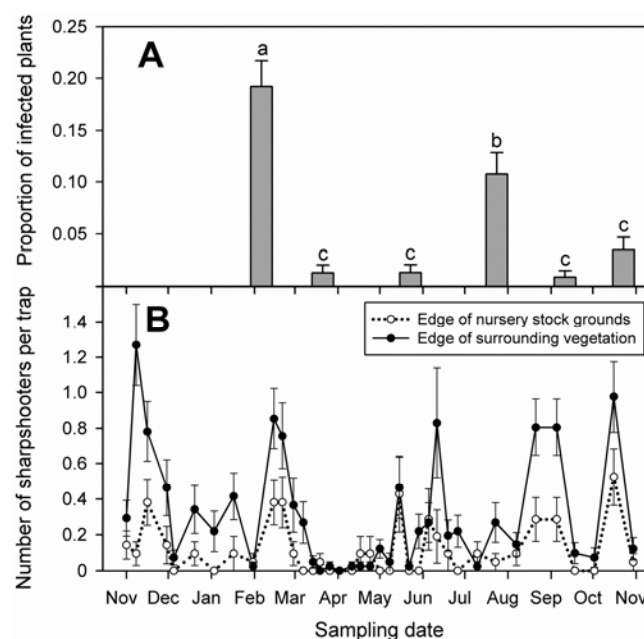 A
Proportion of infected plants
0.25
0.20
0.15
0.10
0.05
a
c
c
b
c
c
B
Number of sharpshooters per trap
1.4
1.2
1.0
0.8
0.6
0.4
0.2
0
Edge of nursery stock grounds
Edge of surrounding vegetation
Nov Dec Jan Feb Mar Apr May Jun Jul Aug Sep Oct Nov
Sampling date